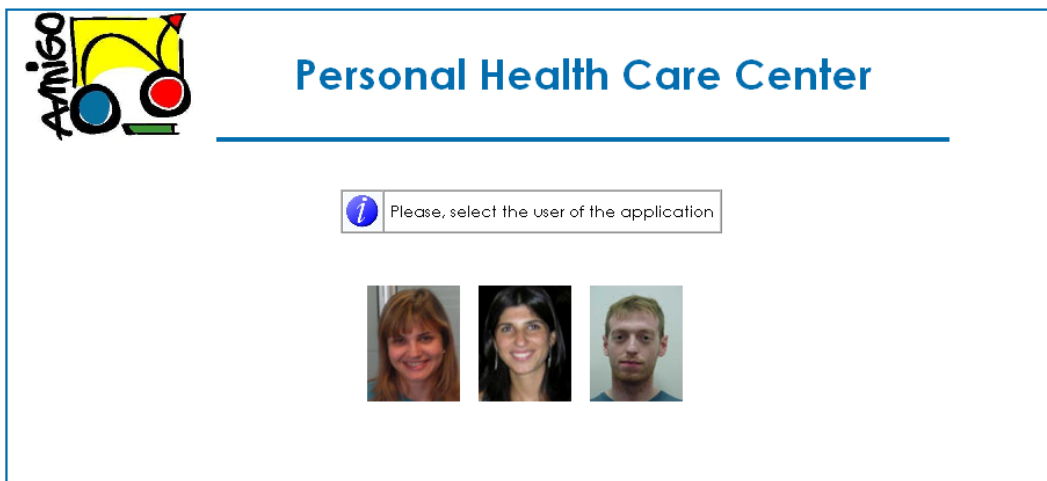 AmiGO
Personal Health Care Center
i
Please, select the user of the application